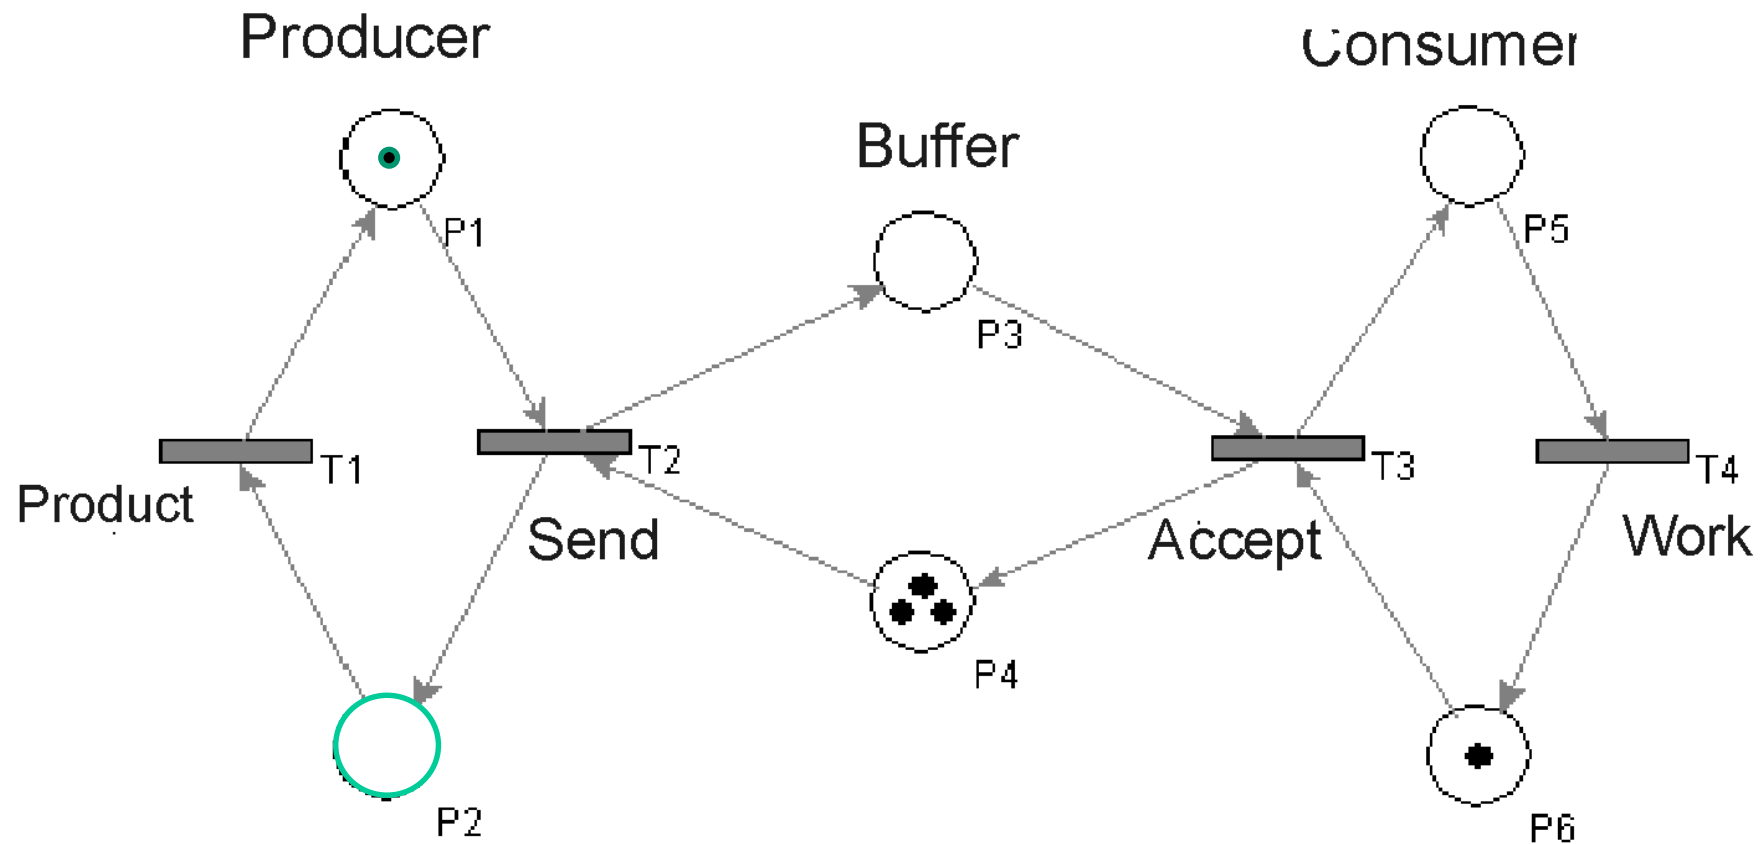 Producer
Consumer
Buffer
P1
P5
P3
T1
T2
T3
T4
Product
Send
Accept
Work
P4
P2
P6